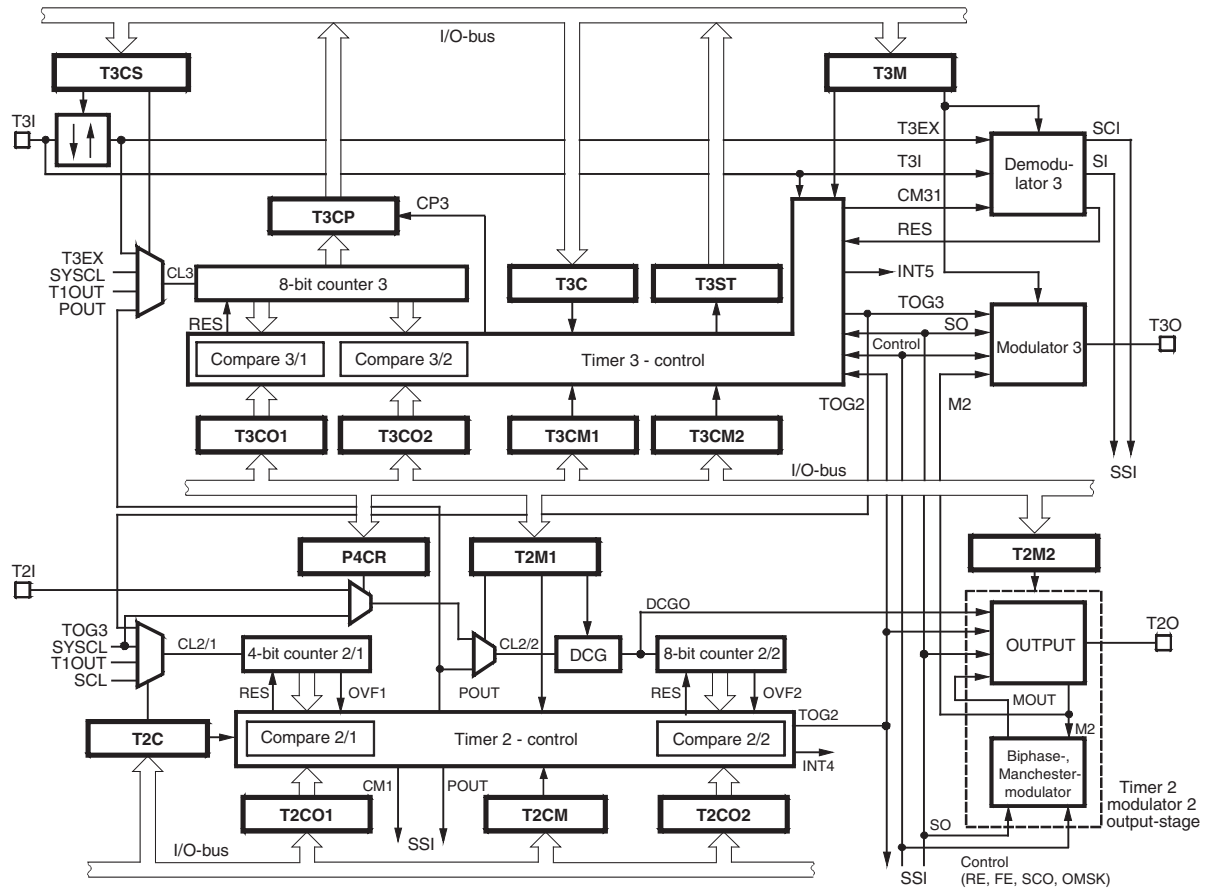 I/O-bus
T3CS
T3M
T3I
T3EX
SCI
T3I
SI
Demodu-
lator 3
CP3
CM31
T3CP
RES
T3EX
SYSCL
T1OUT
POUT
CL3
8-bit counter 3
T3C
T3ST
INT5
RES
TOG3
SO
T3O
Compare 3/1
Compare 3/2
Timer 3 - control
Control
Modulator 3
TOG2
M2
T3CO1
T3CO2
T3CM1
T3CM2
I/O-bus
SSI
P4CR
T2M1
T2M2
T2I
DCGO
TOG3
SYSCL
T1OUT
SCL
CL2/1
4-bit counter 2/1
CL2/2
DCG
8-bit counter 2/2
OUTPUT
T2O
RES
OVF1
POUT
RES
OVF2
MOUT
TOG2
T2C
Compare 2/1
Timer 2 - control
Compare 2/2
M2
INT4
Biphase-,
Manchester-
modulator
CM1
POUT
Timer 2
modulator 2
output-stage
T2CO1
T2CM
T2CO2
SSI
SO
I/O-bus
SSI
Control
(RE, FE, SCO, OMSK)